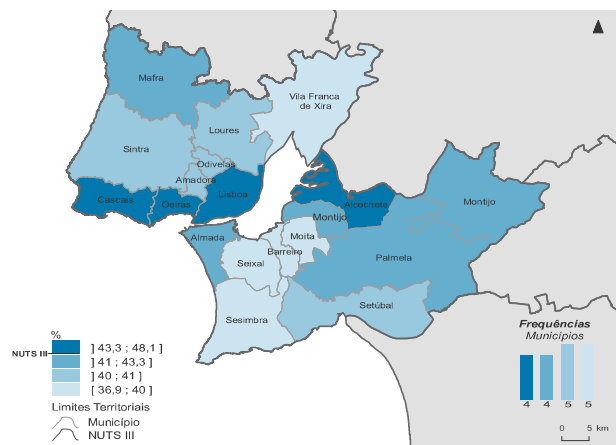 Mafra
Vila Franca
de Xira
Loures
Sintra
Odivelas
Amadora
Cascais
Oeiras
Lisboa
Alcochete
Montijo
Montijo
Almada
Moita
Barreiro
Seixal
Palmela
Setúbal
Sesimbra
%
NUTS III
] 43,3 ; 48,1 ]
] 41 ; 43,3 ]
] 40 ; 41 ]
[ 36,9 ; 40 ]
Limites Territoriais
Município
NUTS III
Frequências
Municípios
4 4 5 5
0 5 km